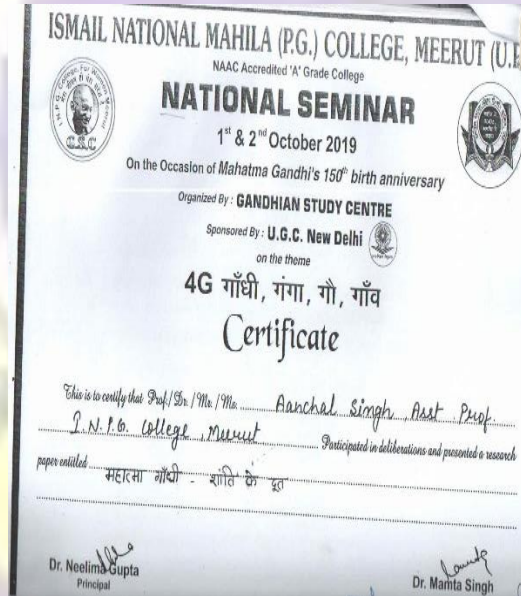 ISMAIL NATIONAL MAHILA (P.G.) COLLEGE, MEERUT (U.P.
NAAC Accredited 'A' Grade College
NATIONAL SEMINAR
1st & 2nd October 2019
On the Occasion of Mahatma Gandhi's 150th birth anniversary
Organized By : GANDHIAN STUDY CENTRE
Sponsored By : U.G.C. New Delhi
on the theme
4G गाँधी, गंगा, गौ, गाँव
Certificate
This is to certify that Prof./Dr./Mr./Ms. Aanchal Singh, Asst Prof.
I.N.P.G. College, Meerut Participated in deliberations and presented a research
paper entitled महात्मा गाँधी - शांति के दूत
Dr. Neelima Gupta
Principal
Dr. Mamta Singh
G.S.C